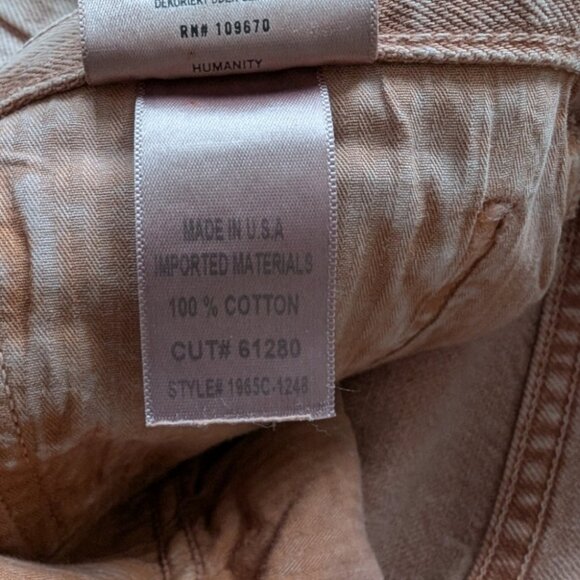 RN# 109670
HUMANITY
MADE IN U.S.A
IMPORTED MATERIALS
100 % COTTON
CUT# 61280
STYLE# 1965C-1248